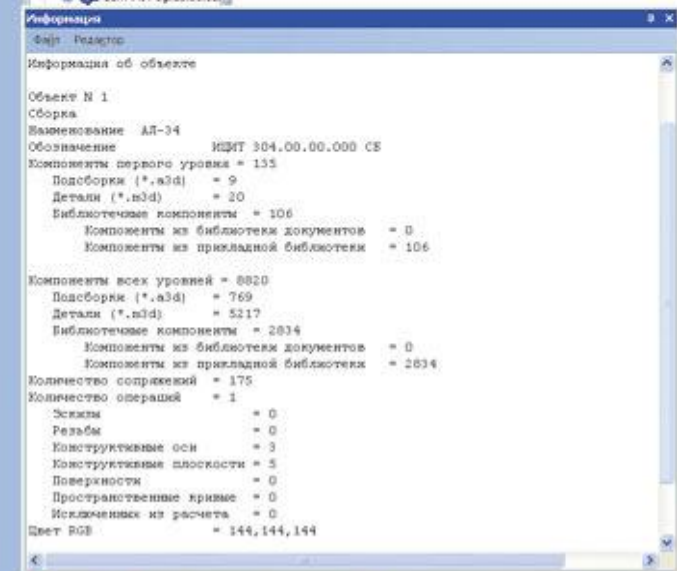 Информация
Файл Редактор
Информация об объекте
Объект N 1
Сборка
Наименование АЛ-34
Обозначение ИЦИТ 304.00.00.000 СБ
Компоненты первого уровня = 135
Подсборки (*.a3d) = 9
Детали (*.m3d) = 20
Библиотечные компоненты = 106
Компоненты из библиотеки документов = 0
Компоненты из прикладной библиотеки = 106
Компоненты всех уровней = 8820
Подсборки (*.a3d) = 769
Детали (*.m3d) = 5217
Библиотечные компоненты = 2834
Компоненты из библиотеки документов = 0
Компоненты из прикладной библиотеки = 2834
Количество сопряжений = 175
Количество операций = 1
Эскизы = 0
Резьбы = 0
Конструктивные оси = 3
Конструктивные плоскости = 5
Поверхности = 0
Пространственные кривые = 0
Исключенных из расчета = 0
Цвет RGB = 144,144,144